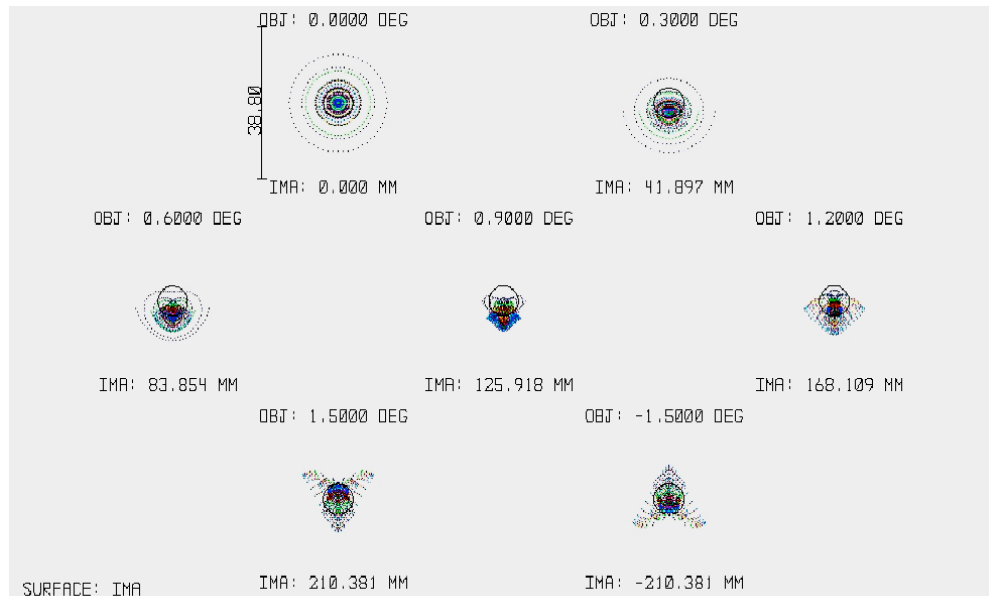 OBJ: 0.0000 DEG
OBJ: 0.3000 DEG
38.80
IMA: 0.000 MM
IMA: 41.897 MM
OBJ: 0.6000 DEG
OBJ: 0.9000 DEG
OBJ: 1.2000 DEG
IMA: 83.854 MM
IMA: 125.918 MM
IMA: 168.109 MM
OBJ: 1.5000 DEG
OBJ: -1.5000 DEG
IMA: 210.381 MM
IMA: -210.381 MM
SURFACE: IMA